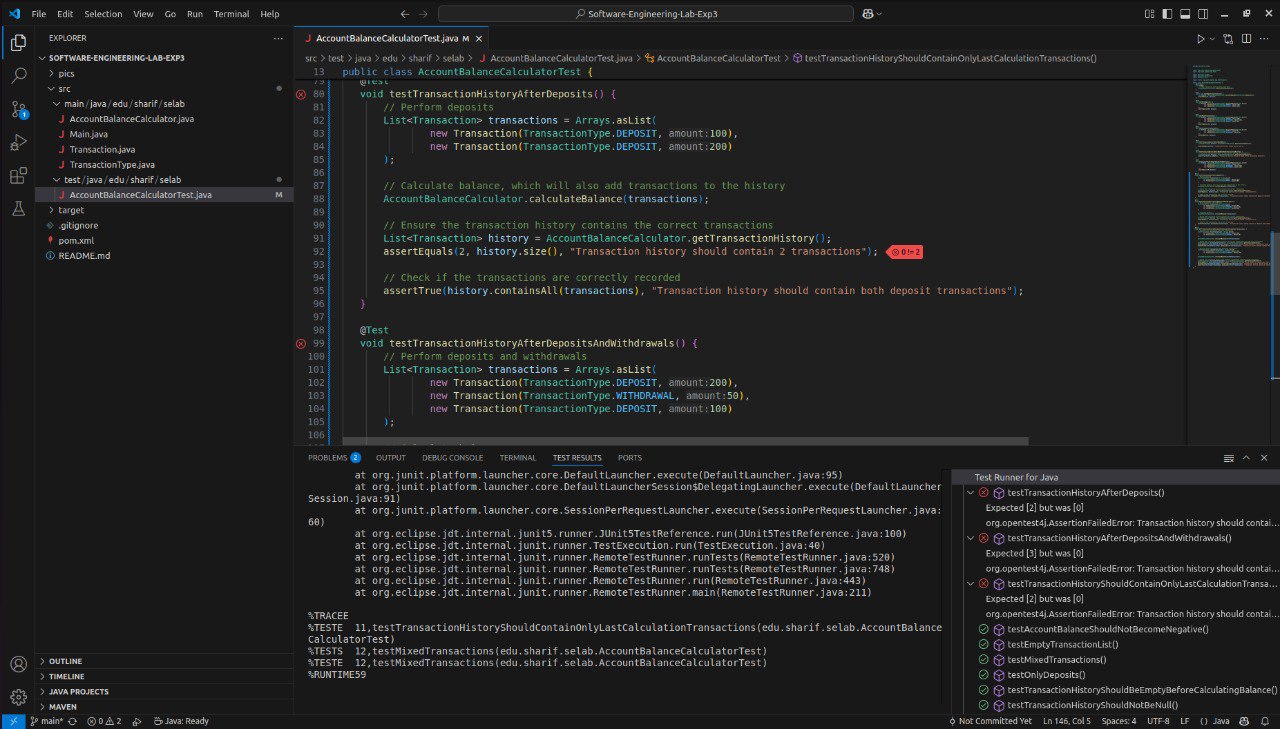 File Edit Selection View Go Run Terminal Help
Software-Engineering-Lab-Exp3
EXPLORER
SOFTWARE-ENGINEERING-LAB-EXP3
pics
src
main / java / edu / sharif / selab
AccountBalanceCalculator.java
Main.java
Transaction.java
TransactionType.java
test / java / edu / sharif / selab
AccountBalanceCalculatorTest.java M
target
.gitignore
pom.xml
README.md
OUTLINE
TIMELINE
JAVA PROJECTS
MAVEN
AccountBalanceCalculatorTest.java M
src > test > java > edu > sharif > selab > AccountBalanceCalculatorTest.java > AccountBalanceCalculatorTest > testTransactionHistoryShouldContainOnlyLastCalculationTransactions()
13 public class AccountBalanceCalculatorTest {
79 @Test
80 void testTransactionHistoryAfterDeposits() {
81 // Perform deposits
82 List<Transaction> transactions = Arrays.asList(
83 new Transaction(TransactionType.DEPOSIT, amount:100),
84 new Transaction(TransactionType.DEPOSIT, amount:200)
85 );
86
87 // Calculate balance, which will also add transactions to the history
88 AccountBalanceCalculator.calculateBalance(transactions);
89
90 // Ensure the transaction history contains the correct transactions
91 List<Transaction> history = AccountBalanceCalculator.getTransactionHistory();
92 assertEquals(2, history.size(), "Transaction history should contain 2 transactions"); 0 != 2
93
94 // Check if the transactions are correctly recorded
95 assertTrue(history.containsAll(transactions), "Transaction history should contain both deposit transactions");
96 }
97
98 @Test
99 void testTransactionHistoryAfterDepositsAndWithdrawals() {
100 // Perform deposits and withdrawals
101 List<Transaction> transactions = Arrays.asList(
102 new Transaction(TransactionType.DEPOSIT, amount:200),
103 new Transaction(TransactionType.WITHDRAWAL, amount:50),
104 new Transaction(TransactionType.DEPOSIT, amount:100)
105 );
106
PROBLEMS 2 OUTPUT DEBUG CONSOLE TERMINAL TEST RESULTS PORTS
at org.junit.platform.launcher.core.DefaultLauncher.execute(DefaultLauncher.java:95)
at org.junit.platform.launcher.core.DefaultLauncherSession$DelegatingLauncher.execute(DefaultLauncher
Session.java:91)
at org.junit.platform.launcher.core.SessionPerRequestLauncher.execute(SessionPerRequestLauncher.java:
60)
at org.eclipse.jdt.internal.junit5.runner.JUnit5TestReference.run(JUnit5TestReference.java:100)
at org.eclipse.jdt.internal.junit.runner.TestExecution.run(TestExecution.java:40)
at org.eclipse.jdt.internal.junit.runner.RemoteTestRunner.runTests(RemoteTestRunner.java:520)
at org.eclipse.jdt.internal.junit.runner.RemoteTestRunner.runTests(RemoteTestRunner.java:748)
at org.eclipse.jdt.internal.junit.runner.RemoteTestRunner.run(RemoteTestRunner.java:443)
at org.eclipse.jdt.internal.junit.runner.RemoteTestRunner.main(RemoteTestRunner.java:211)
%TRACEE
%TESTE 11,testTransactionHistoryShouldContainOnlyLastCalculationTransactions(edu.sharif.selab.AccountBalance
CalculatorTest)
%TESTS 12,testMixedTransactions(edu.sharif.selab.AccountBalanceCalculatorTest)
%TESTE 12,testMixedTransactions(edu.sharif.selab.AccountBalanceCalculatorTest)
%RUNTIME59
Test Runner for Java
testTransactionHistoryAfterDeposits()
Expected [2] but was [0]
org.opentest4j.AssertionFailedError: Transaction history should contai...
testTransactionHistoryAfterDepositsAndWithdrawals()
Expected [3] but was [0]
org.opentest4j.AssertionFailedError: Transaction history should contai...
testTransactionHistoryShouldContainOnlyLastCalculationTransa...
Expected [2] but was [0]
org.opentest4j.AssertionFailedError: Transaction history should contai...
testAccountBalanceShouldNotBecomeNegative()
testEmptyTransactionList()
testMixedTransactions()
testOnlyDeposits()
testTransactionHistoryShouldBeEmptyBeforeCalculatingBalance()
testTransactionHistoryShouldNotBeNull()
main* 0 2 Java: Ready Not Committed Yet Ln 146, Col 5 Spaces: 4 UTF-8 LF { } Java